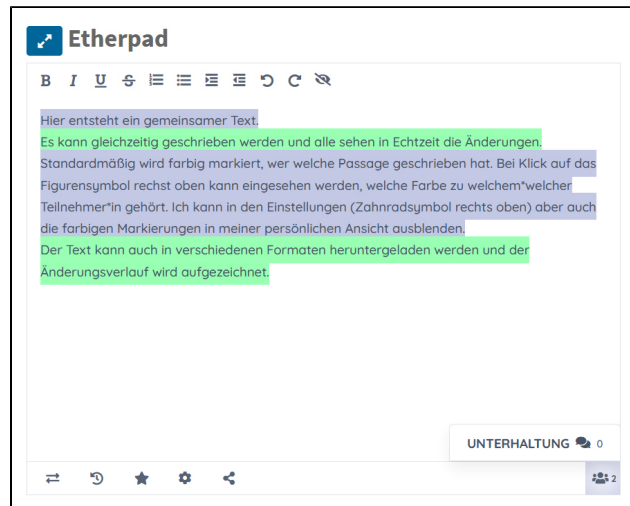 Etherpad
B I U S
Hier entsteht ein gemeinsamer Text.
Es kann gleichzeitig geschrieben werden und alle sehen in Echtzeit die Änderungen.
Standardmäßig wird farbig markiert, wer welche Passage geschrieben hat. Bei Klick auf das
Figurensymbol rechst oben kann eingesehen werden, welche Farbe zu welchem*welcher
Teilnehmer*in gehört. Ich kann in den Einstellungen (Zahnradsymbol rechts oben) aber auch
die farbigen Markierungen in meiner persönlichen Ansicht ausblenden.
Der Text kann auch in verschiedenen Formaten heruntergeladen werden und der
Änderungsverlauf wird aufgezeichnet.
UNTERHALTUNG 0
2